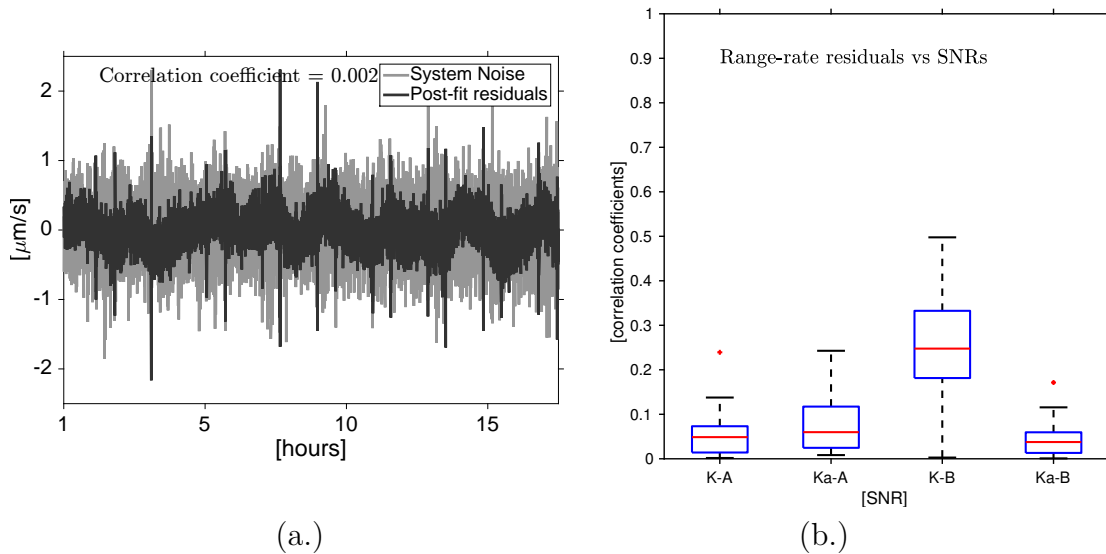 Correlation coefficient = 0.002
System Noise
Post-fit residuals
[μm/s]
2
1
0
-1
-2
1
5
10
15
[hours]
(a.)
Range-rate residuals vs SNRs
[correlation coefficients]
1
0.9
0.8
0.7
0.6
0.5
0.4
0.3
0.2
0.1
0
K-A
Ka-A
K-B
Ka-B
[SNR]
(b.)